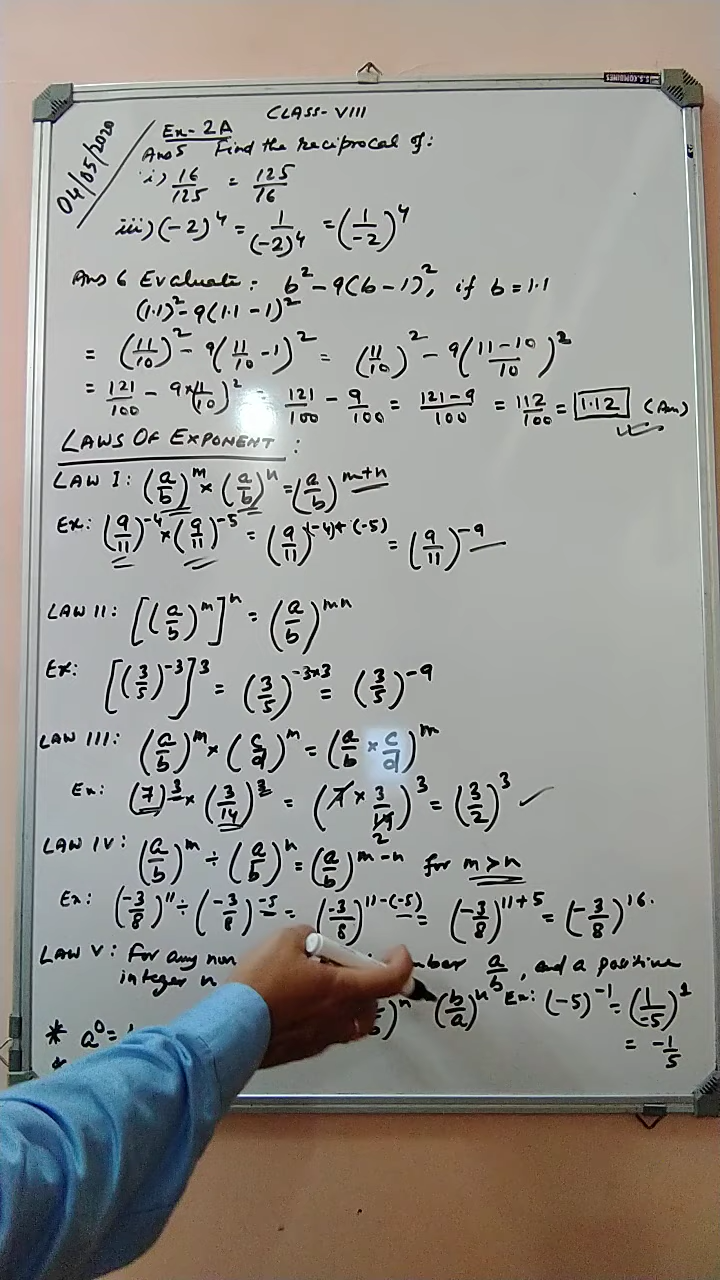 S.S. COMBINES
CLASS-VIII
04/05/2020
Ex-2A
Ans 5 Find the reciprocal of:
i) 16/125 = 125/16
iii) (-2)^4 = 1/(-2)^4 = (1/-2)^4
Ans 6 Evaluate: b^2 - 9(b-1)^2, if b = 1.1
(1.1)^2 - 9(1.1 - 1)^2
= (11/10)^2 - 9(11/10 - 1)^2 = (11/10)^2 - 9((11-10)/10)^2
= 121/100 - 9×(1/10)^2 = 121/100 - 9/100 = (121-9)/100 = 112/100 = 1.12 (Ans)
LAWS OF EXPONENT:
LAW I: (a/b)^m × (a/b)^n = (a/b)^(m+n)
Ex: (9/11)^-4 × (9/11)^-5 = (9/11)^((-4)+(-5)) = (9/11)^-9
LAW II: [(a/b)^m]^n = (a/b)^mn
Ex: [(3/5)^-3]^3 = (3/5)^(-3×3) = (3/5)^-9
LAW III: (a/b)^m × (c/d)^m = (a/b × c/d)^m
Ex: (7)^3 × (3/14)^3 = (7 × 3/14 2)^3 = (3/2)^3
LAW IV: (a/b)^m ÷ (a/b)^n = (a/b)^(m-n) for m>n
Ex: (-3/8)^11 ÷ (-3/8)^-5 = (-3/8)^(11-(-5)) = (-3/8)^(11+5) = (-3/8)^16.
LAW V: For any non a/b, and a positive
integer n
)^n (b/a)^n Ex: (-5)^-1 = (1/-5)^1
* a^0 = = -1/5
*